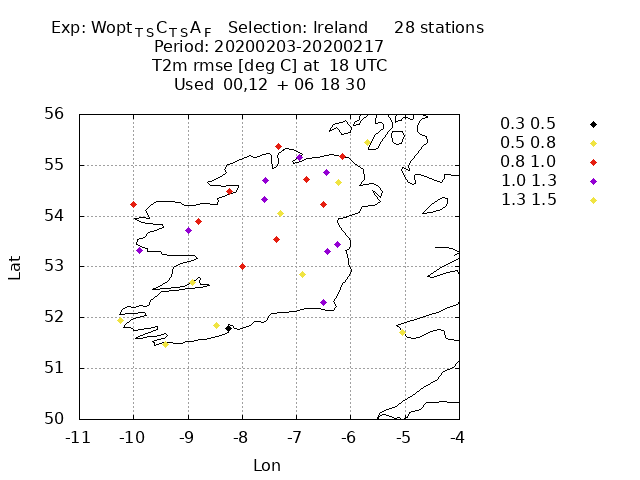 Exp: Wopt_TS C_TS A_F Selection: Ireland 28 stations
Period: 20200203-20200217
T2m rmse [deg C] at 18 UTC
Used 00,12 + 06 18 30
56
55
54
53
52
51
50
-11 -10 -9 -8 -7 -6 -5 -4
Lat
Lon
0.3 0.5
0.5 0.8
0.8 1.0
1.0 1.3
1.3 1.5